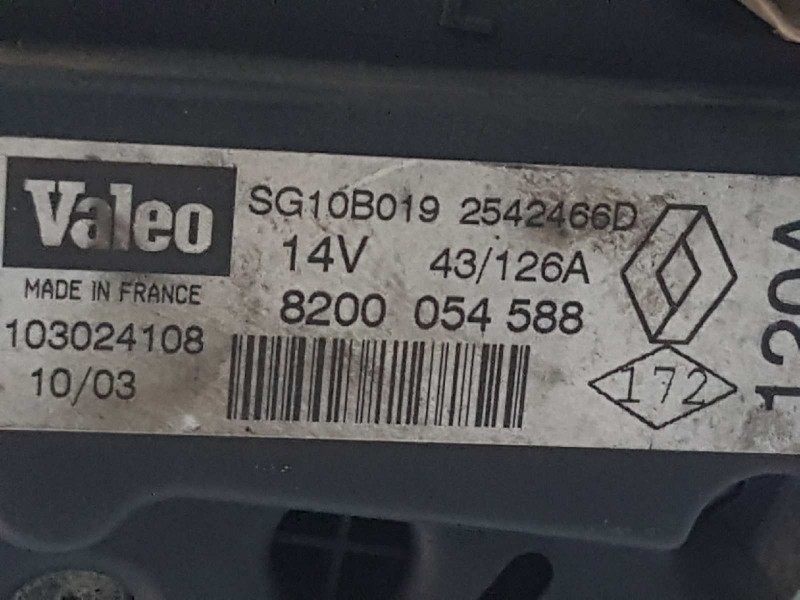 Valeo
MADE IN FRANCE
103024108
10/03
SG10B019 2542466D
14V 43/126A
8200 054 588
172
120A